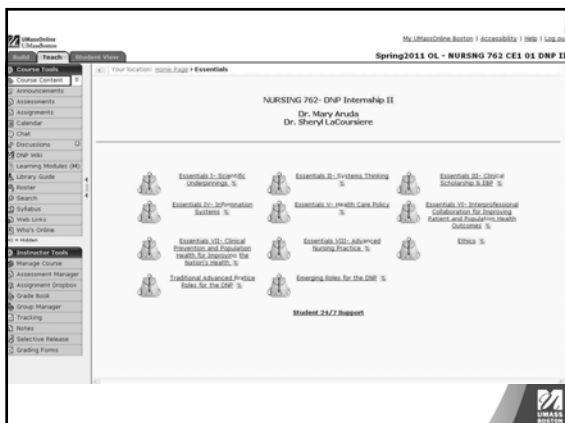 UMassOnline
UMassBoston
My UMassOnline Boston | Accessibility | Help | Log out
Build Teach Student View
Spring2011 OL - NURSNG 762 CE1 01 DNP II
Course Tools
Course Content
Announcements
Assessments
Assignments
Calendar
Chat
Discussions
DNP Wiki
Learning Modules (H)
Library Guide
Roster
Search
Syllabus
Web Links
Who's Online
= Hidden
Instructor Tools
Manage Course
Assessment Manager
Assignment Dropbox
Grade Book
Group Manager
Tracking
Notes
Selective Release
Grading Forms
Your location: Home Page › Essentials
NURSING 762- DNP Internship II
Dr. Mary Aruda
Dr. Sheryl LaCoursiere
Essentials I- Scientific
Underpinnings
Essentials II- Systems Thinking
Essentials III- Clinical
Scholarship & EBP
Essentials IV- Information
Systems
Essentials V- Health Care Policy
Essentials VI- Interprofessional
Collaboration for Improving
Patient and Population Health
Outcomes
Essentials VII- Clinical
Prevention and Population
Health for Improving the
Nation's Health
Essentials VIII- Advanced
Nursing Practice
Ethics
Traditional Advanced Pratice
Roles for the DNP
Emerging Roles for the DNP
Student 24/7 Support
UMASS
BOSTON